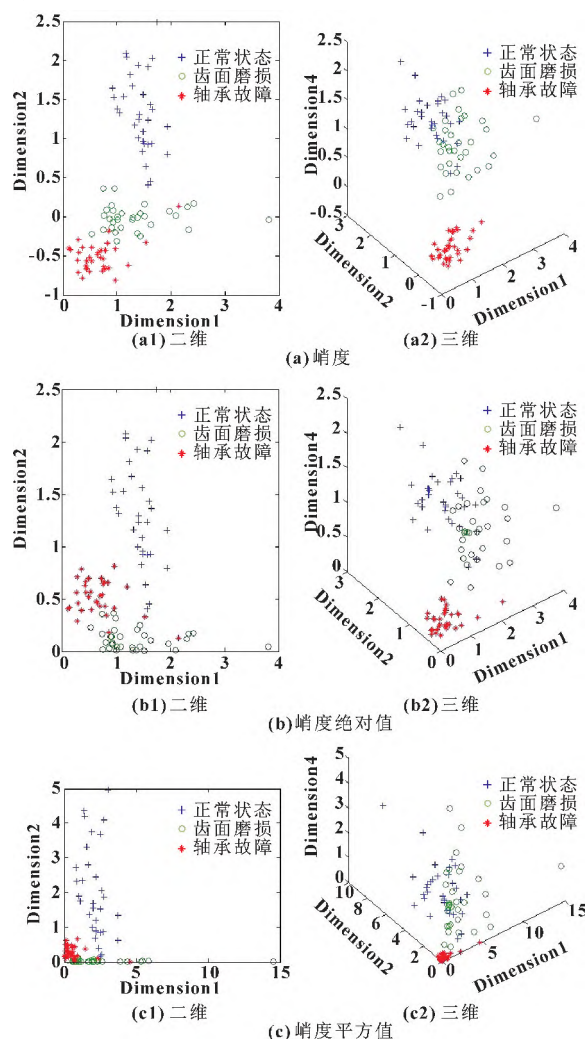 2.5
2
1.5
1
0.5
0
-0.5
-1
Dimension2
0
1
2
3
4
Dimension1
正常状态
齿面磨损
轴承故障
(a1)二维
2.5
2
1.5
1
0.5
0
-0.5
Dimension4
3
2
1
0
-1
Dimension2
0
1
2
3
4
Dimension1
正常状态
齿面磨损
轴承故障
(a2)三维
(a)峭度
2.5
2
1.5
1
0.5
0
Dimension2
0
1
2
3
4
Dimension1
正常状态
齿面磨损
轴承故障
(b1)二维
2.5
2
1.5
1
0.5
0
Dimension4
3
2
1
0
Dimension2
0
1
2
3
4
Dimension1
正常状态
齿面磨损
轴承故障
(b2)三维
(b)峭度绝对值
5
4
3
2
1
0
Dimension2
0
5
10
15
Dimension1
正常状态
齿面磨损
轴承故障
(c1)二维
5
4
3
2
1
0
Dimension4
10
8
6
4
2
0
Dimension2
0
5
10
15
Dimension1
正常状态
齿面磨损
轴承故障
(c2)三维
(c)峭度平方值